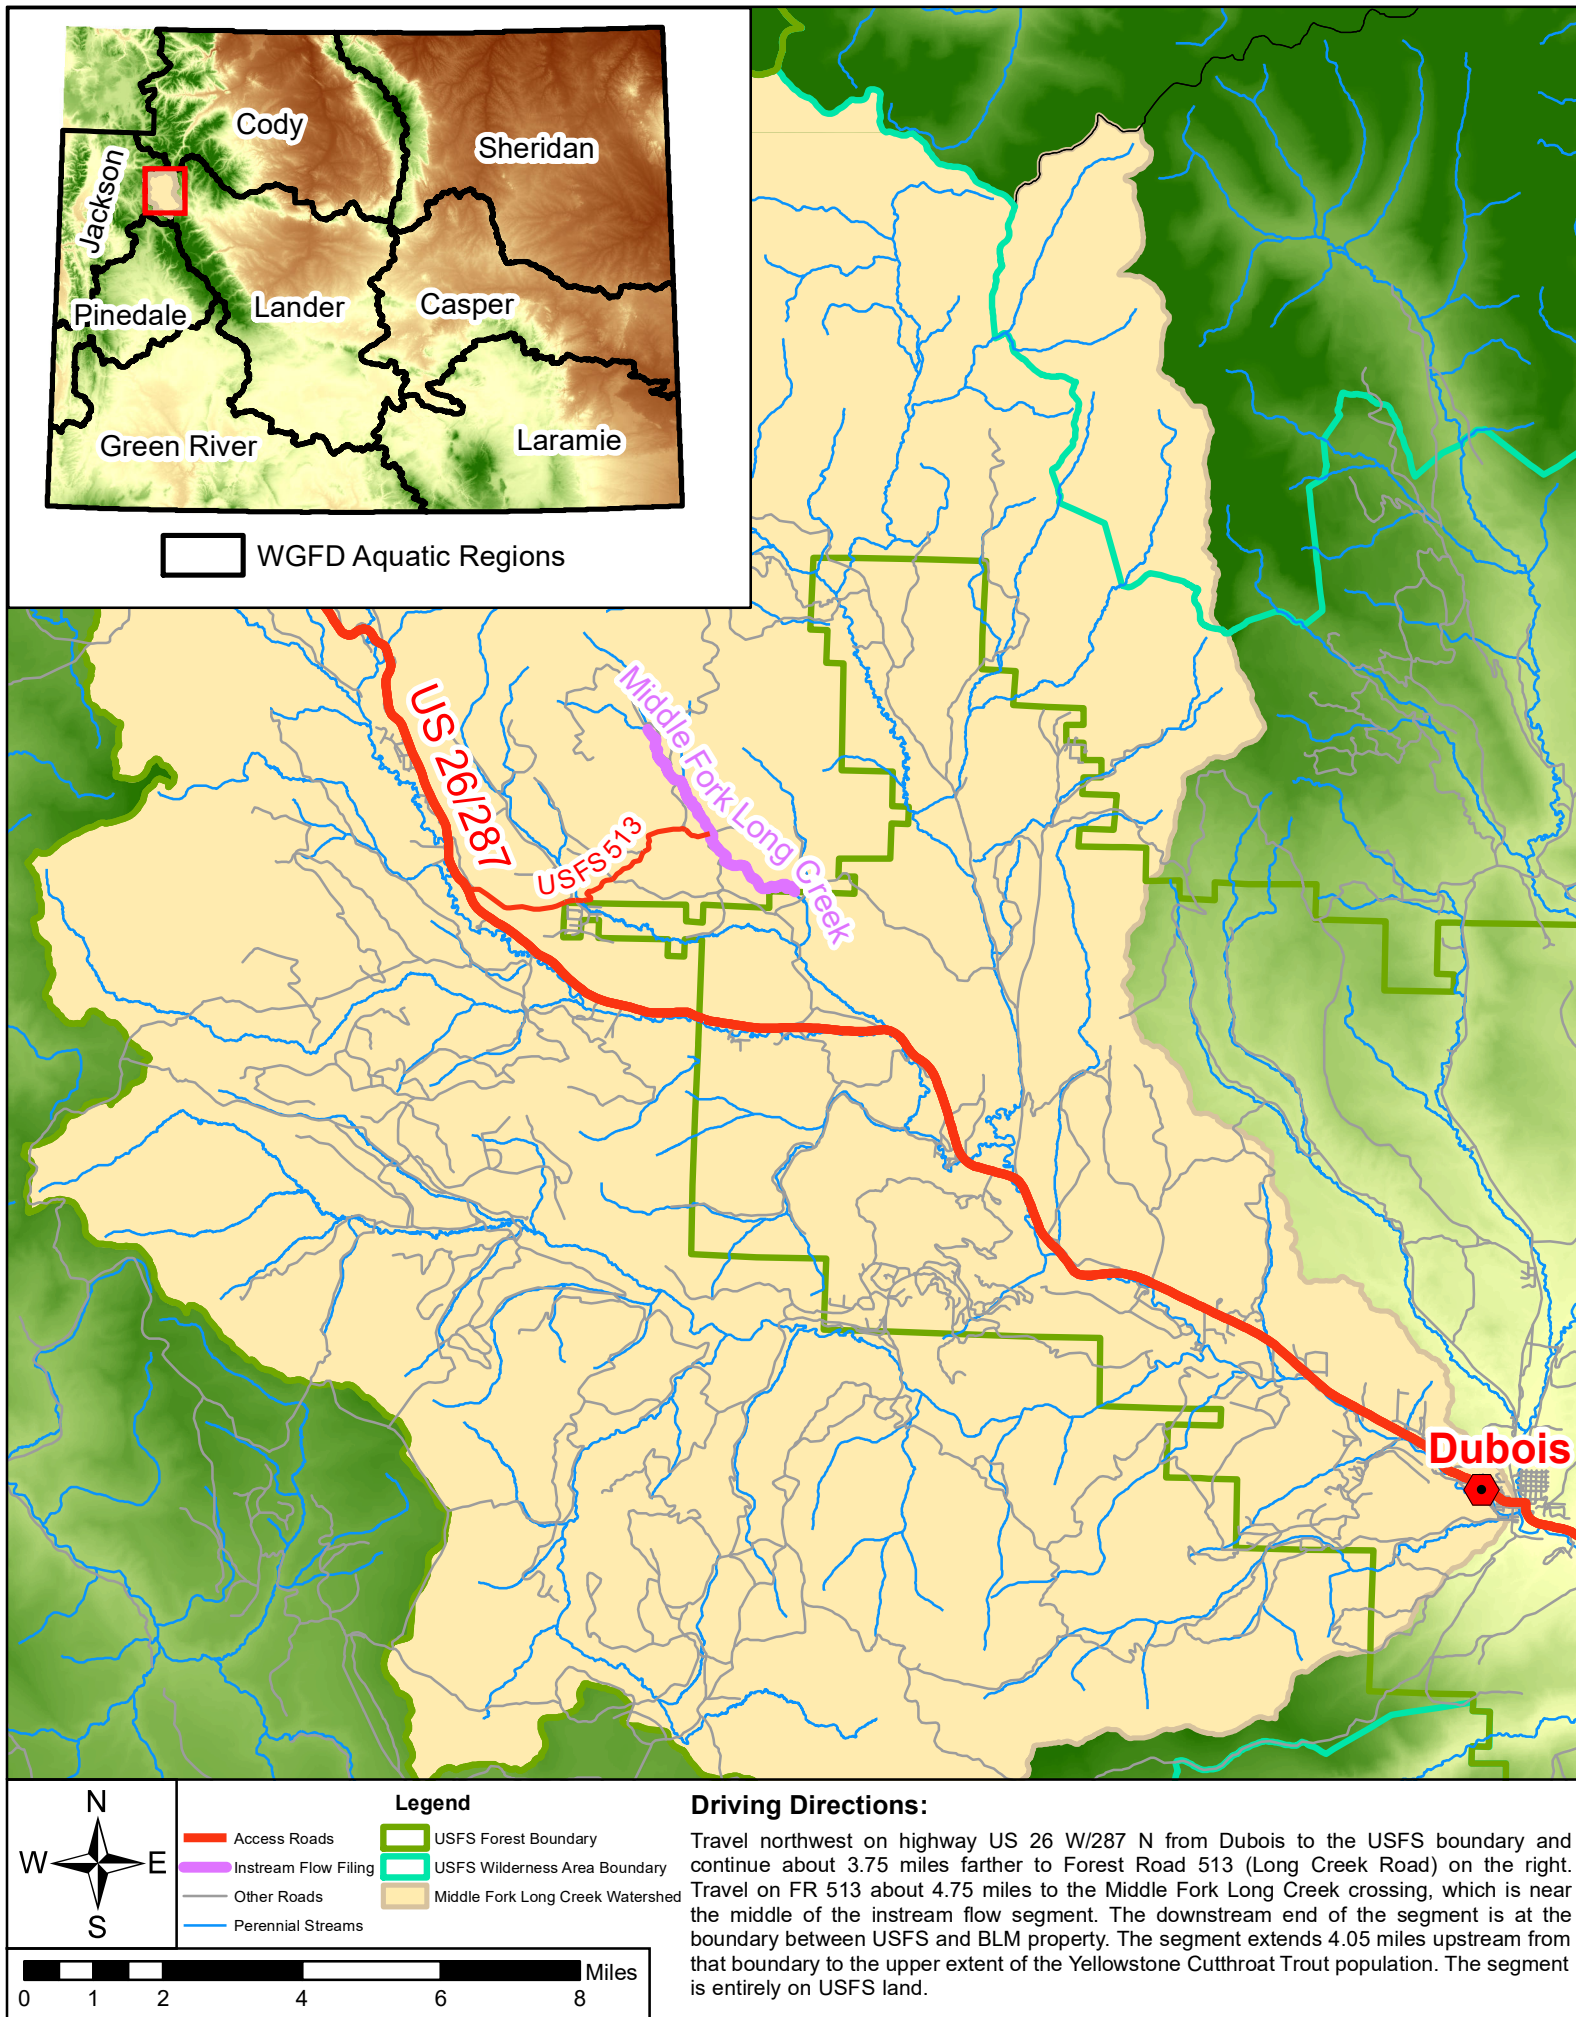 Cody
Sheridan
Jackson
Pinedale
Lander
Casper
Green River
Laramie
WGFD Aquatic Regions
US 26/287
Middle Fork Long Creek
USFS 513
Dubois
N
W
E
S
Legend
Access Roads
Instream Flow Filing
Other Roads
Perennial Streams
USFS Forest Boundary
USFS Wilderness Area Boundary
Middle Fork Long Creek Watershed
Miles
0 1 2 4 6 8
Driving Directions:
Travel northwest on highway US 26 W/287 N from Dubois to the USFS boundary and
continue about 3.75 miles farther to Forest Road 513 (Long Creek Road) on the right.
Travel on FR 513 about 4.75 miles to the Middle Fork Long Creek crossing, which is near
the middle of the instream flow segment. The downstream end of the segment is at the
boundary between USFS and BLM property. The segment extends 4.05 miles upstream from
that boundary to the upper extent of the Yellowstone Cutthroat Trout population. The segment
is entirely on USFS land.